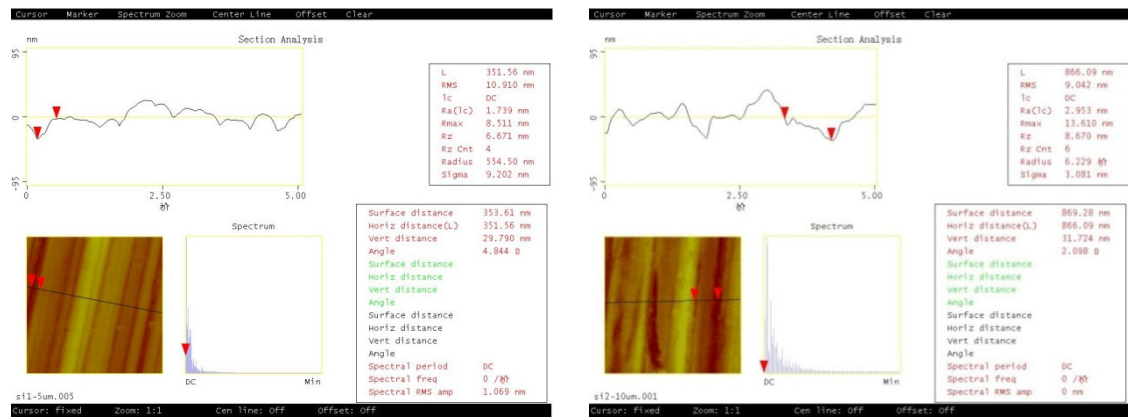 Cursor Marker Spectrum Zoom Center Line Offset Clear
nm
Section Analysis
95
0
-95
0 2.50 5.00
L 351.56 nm
RMS 10.910 nm
lc DC
Ra(lc) 1.739 nm
Rmax 8.511 nm
Rz 6.671 nm
Rz Cnt 4
Radius 554.50 nm
Sigma 9.202 nm
Spectrum
DC Min
Surface distance 353.61 nm
Horiz distance(L) 351.56 nm
Vert distance 29.790 nm
Angle 4.844
Surface distance
Horiz distance
Vert distance
Angle
Surface distance
Horiz distance
Vert distance
Angle
Spectral period DC
Spectral freq 0 /
Spectral RMS amp 1.069 nm
si1-5um.005
Cursor: fixed Zoom: 1:1 Cen line: Off Offset: Off
Cursor Marker Spectrum Zoom Center Line Offset Clear
nm
Section Analysis
95
0
-95
0 2.50 5.00
L 866.09 nm
RMS 9.042 nm
lc DC
Ra(lc) 2.953 nm
Rmax 13.610 nm
Rz 8.670 nm
Rz Cnt 6
Radius 6.229
Sigma 3.081 nm
Spectrum
DC Min
Surface distance 869.28 nm
Horiz distance(L) 866.09 nm
Vert distance 31.724 nm
Angle 2.098
Surface distance
Horiz distance
Vert distance
Angle
Surface distance
Horiz distance
Vert distance
Angle
Spectral period DC
Spectral freq 0 /
Spectral RMS amp 0 nm
si2-10um.001
Cursor: fixed Zoom: 1:1 Cen line: Off Offset: Off